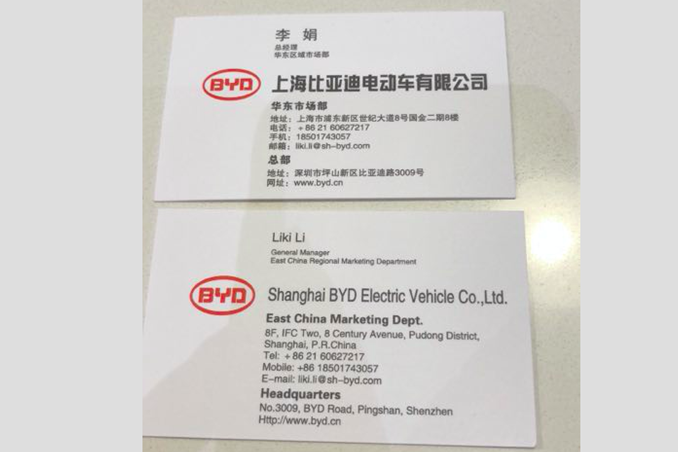 李 娟
总经理
华东区域市场部
BYD 上海比亚迪电动车有限公司
华东市场部
地址：上海市浦东新区世纪大道8号国金二期8楼
电话：+86 21 60627217
手机：18501743057
邮箱：liki.li@sh-byd.com
总部
地址：深圳市坪山新区比亚迪路3009号
网址：www.byd.cn
Liki Li
General Manager
East China Regional Marketing Department
BYD Shanghai BYD Electric Vehicle Co.,Ltd.
East China Marketing Dept.
8F, IFC Two, 8 Century Avenue, Pudong District,
Shanghai, P.R.China
Tel: +86 21 60627217
Mobile: +86 18501743057
E-mail: liki.li@sh-byd.com
Headquarters
No.3009, BYD Road, Pingshan, Shenzhen
Http://www.byd.cn